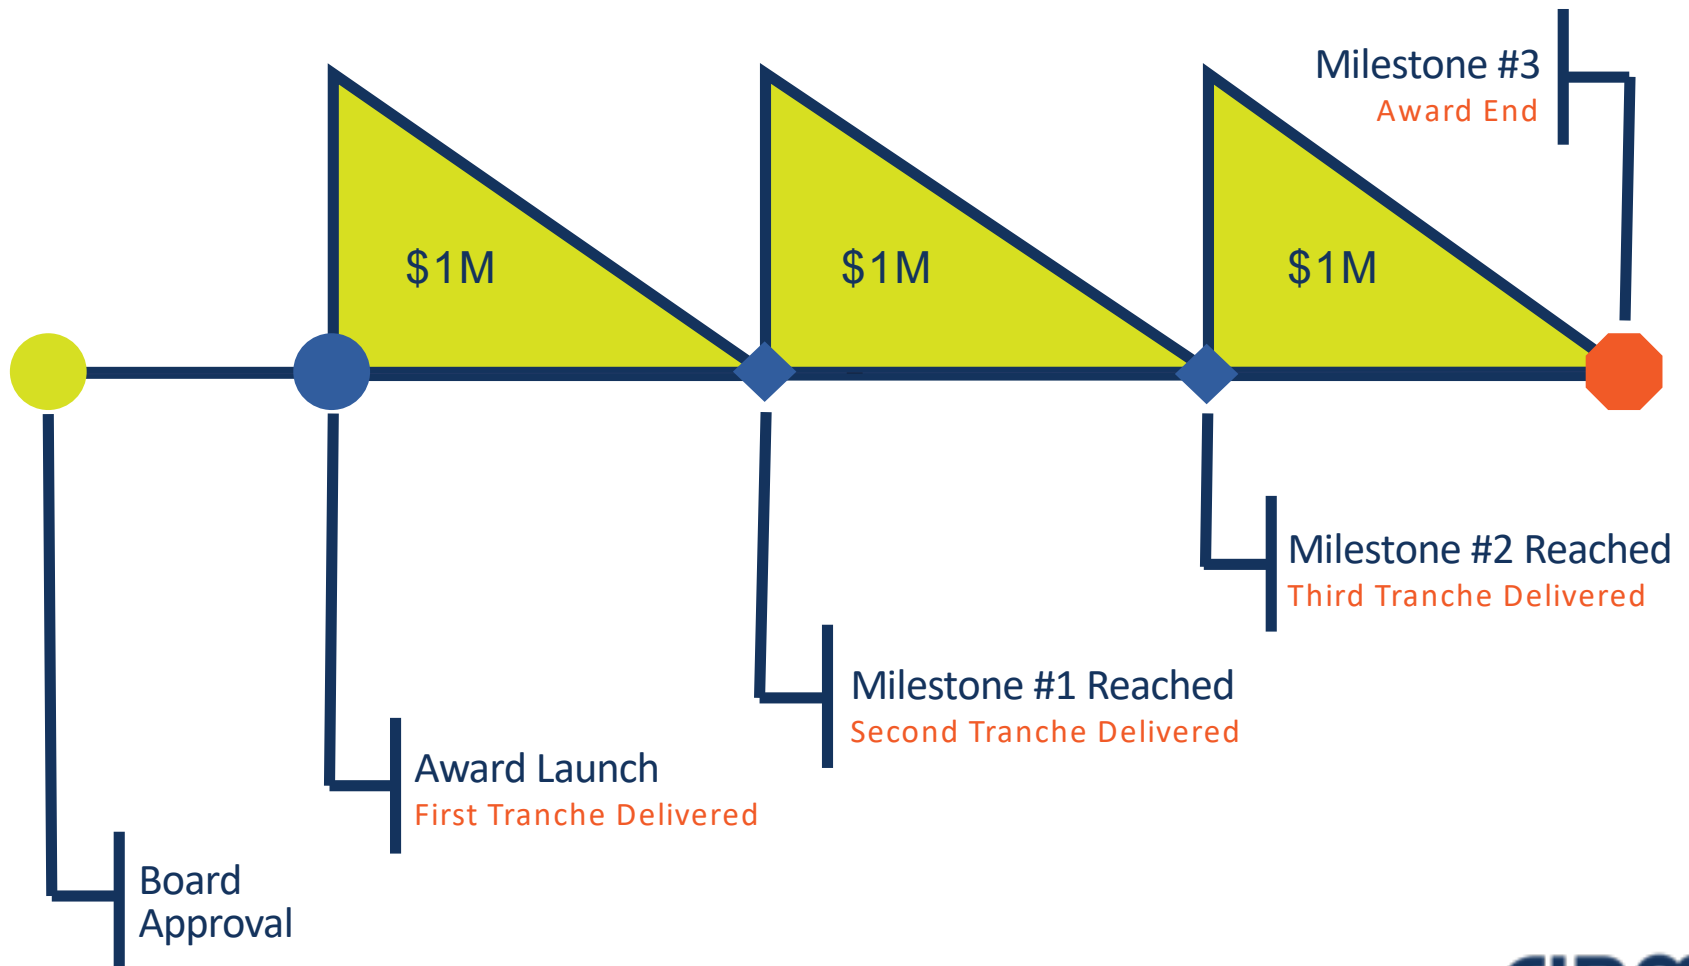 Milestone #3
Award End
$1M
$1M
$1M
Milestone #2 Reached
Third Tranche Delivered
Milestone #1 Reached
Second Tranche Delivered
Award Launch
First Tranche Delivered
Board
Approval